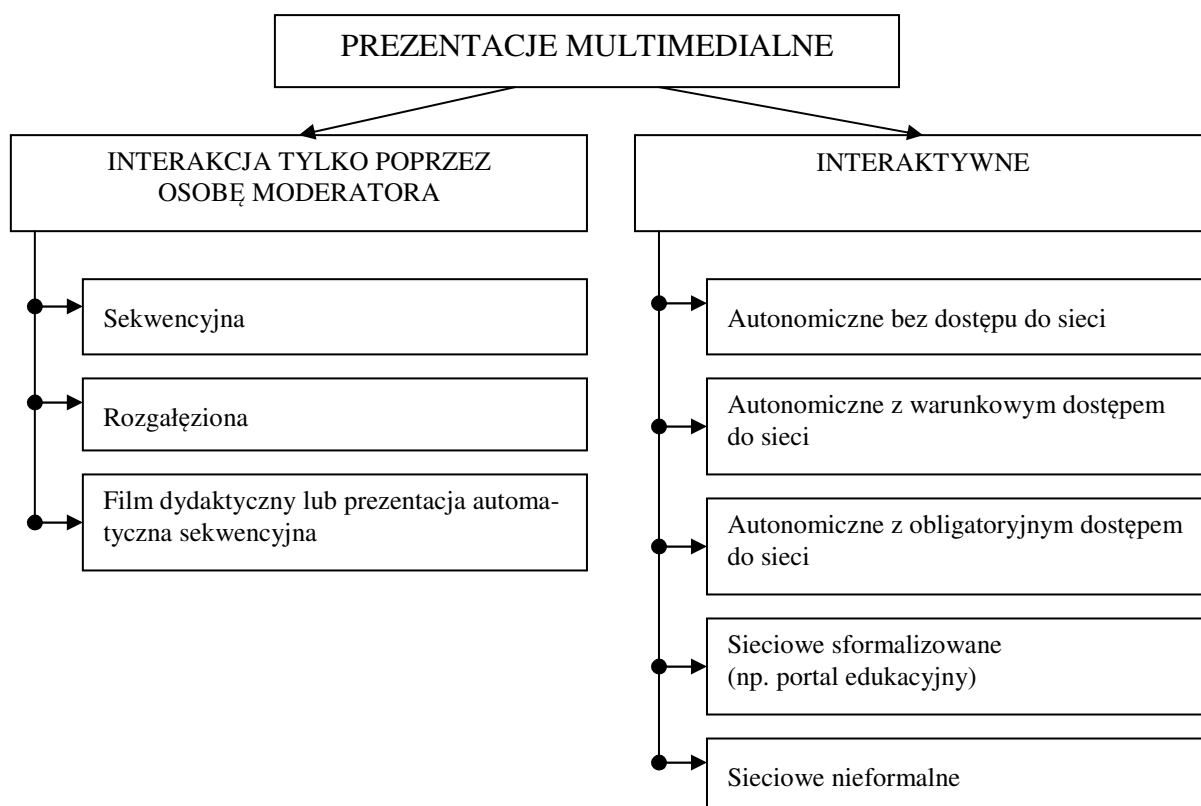 PREZENTACJE MULTIMEDIALNE
INTERAKCJA TYLKO POPRZEZ
OSOBĘ MODERATORA
Sekwencyjna
Rozgałęziona
Film dydaktyczny lub prezentacja automa-
tyczna sekwencyjna
INTERAKTYWNE
Autonomiczne bez dostępu do sieci
Autonomiczne z warunkowym dostępem
do sieci
Autonomiczne z obligatoryjnym dostępem
do sieci
Sieciowe sformalizowane
(np. portal edukacyjny)
Sieciowe nieformalne